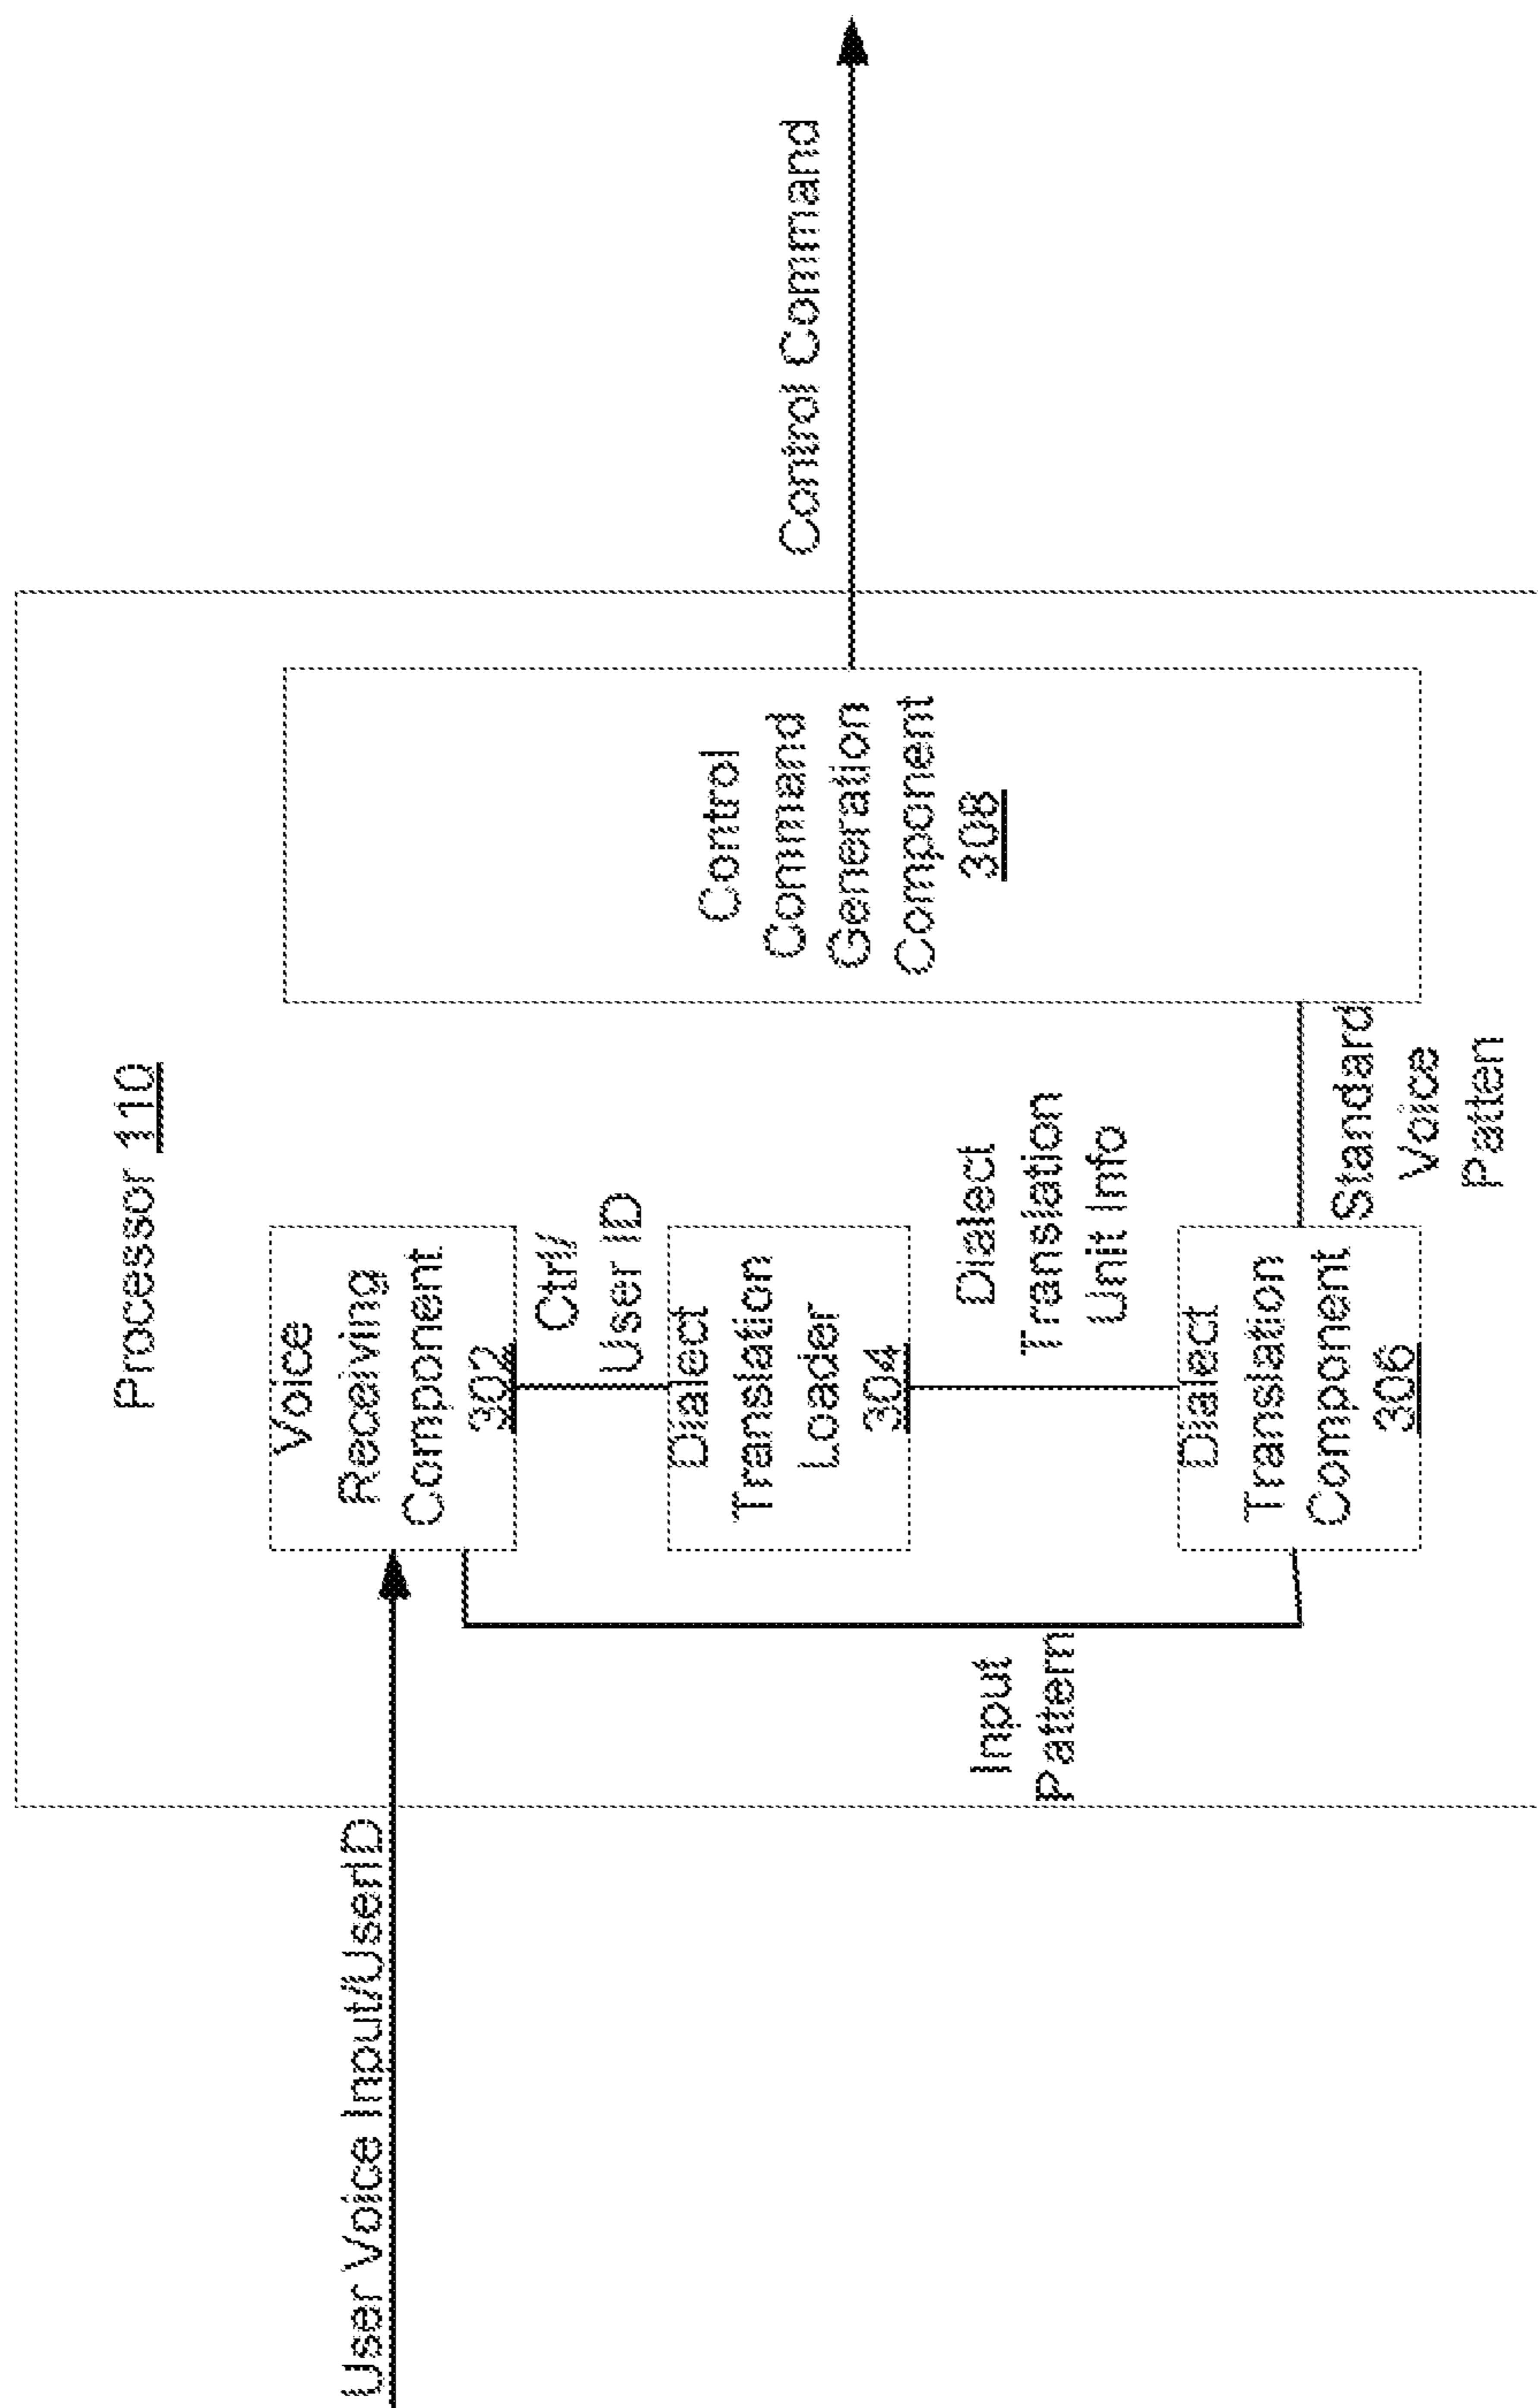 Processor 110
User Voice Input/UserID
Voice
Receiving
Component
302
Ctrl/
User ID
Dialect
Translation
Loader
304
Input
Pattern
Dialect
Translation
Unit Info
Dialect
Translation
Component
306
Standard
Voice
Patten
Control
Command
Generation
Component
308
Control Command